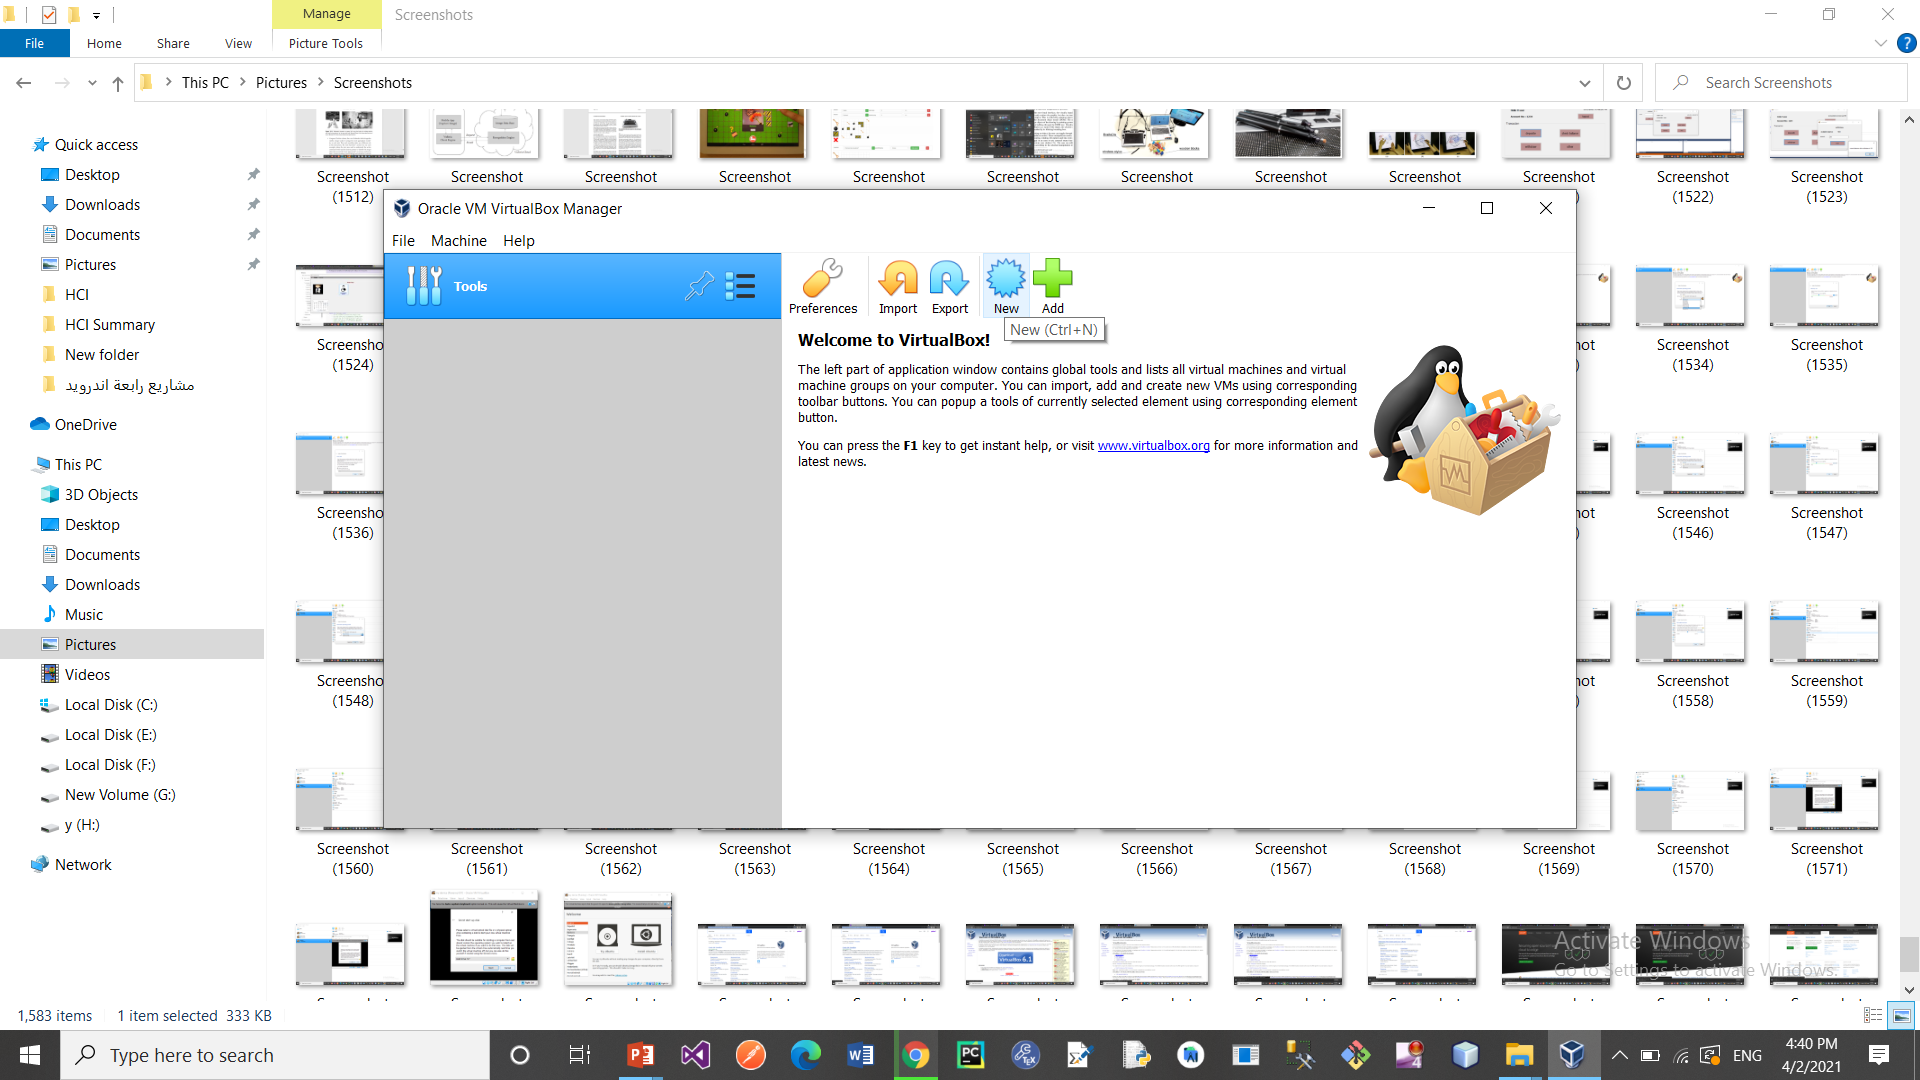 Manage
Screenshots
File
Home
Share
View
Picture Tools
This PC
Pictures
Screenshots
Search Screenshots
Quick access
Desktop
Downloads
Documents
Pictures
HCI
HCI Summary
New folder
مشاريع رابعة اندرويد
OneDrive
This PC
3D Objects
Desktop
Documents
Downloads
Music
Pictures
Videos
Local Disk (C:)
Local Disk (E:)
Local Disk (F:)
New Volume (G:)
y (H:)
Network
Screenshot
(1512)
Screenshot
Screenshot
Screenshot
Screenshot
Screenshot
Screenshot
Screenshot
Screenshot
Screenshot
Screenshot
(1522)
Screenshot
(1523)
Oracle VM VirtualBox Manager
File
Machine
Help
Tools
Preferences
Import
Export
New
Add
New (Ctrl+N)
Welcome to VirtualBox!
The left part of application window contains global tools and lists all virtual machines and virtual
machine groups on your computer. You can import, add and create new VMs using corresponding
toolbar buttons. You can popup a tools of currently selected element using corresponding element
button.
You can press the F1 key to get instant help, or visit www.virtualbox.org for more information and
latest news.
(1524)
Screenshot
(1534)
Screenshot
(1535)
(1536)
Screenshot
(1546)
Screenshot
(1547)
(1548)
Screenshot
(1558)
Screenshot
(1559)
Screenshot
(1560)
Screenshot
(1561)
Screenshot
(1562)
Screenshot
(1563)
Screenshot
(1564)
Screenshot
(1565)
Screenshot
(1566)
Screenshot
(1567)
Screenshot
(1568)
Screenshot
(1569)
Screenshot
(1570)
Screenshot
(1571)
Activate Windows
Go to Settings to activate Windows.
1,583 items
1 item selected 333 KB
Type here to search
ENG
4:40 PM
4/2/2021